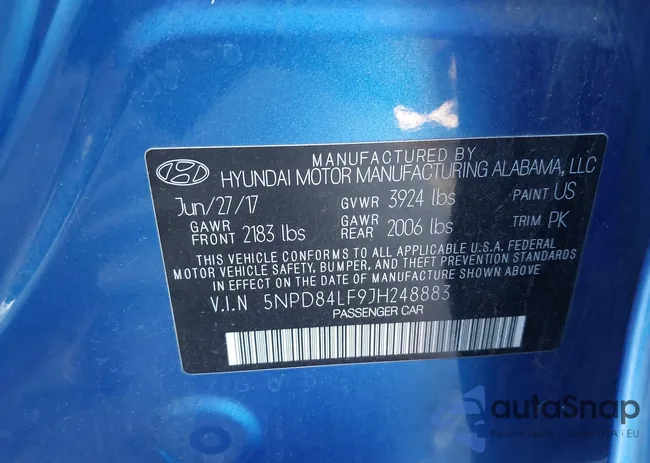 MANUFACTURED BY
HYUNDAI MOTOR MANUFACTURING ALABAMA, LLC
Jun/27/17 GVWR 3924 lbs PAINT US
GAWR FRONT 2183 lbs GAWR REAR 2006 lbs TRIM PK
THIS VEHICLE CONFORMS TO ALL APPLICABLE U.S.A. FEDERAL
MOTOR VEHICLE SAFETY, BUMPER, AND THEFT PREVENTION STANDARDS
IN EFFECT ON THE DATE OF MANUFACTURE SHOWN ABOVE.
V.I.N 5NPD84LF9JH248883
PASSENGER CAR
autaSnap
EU